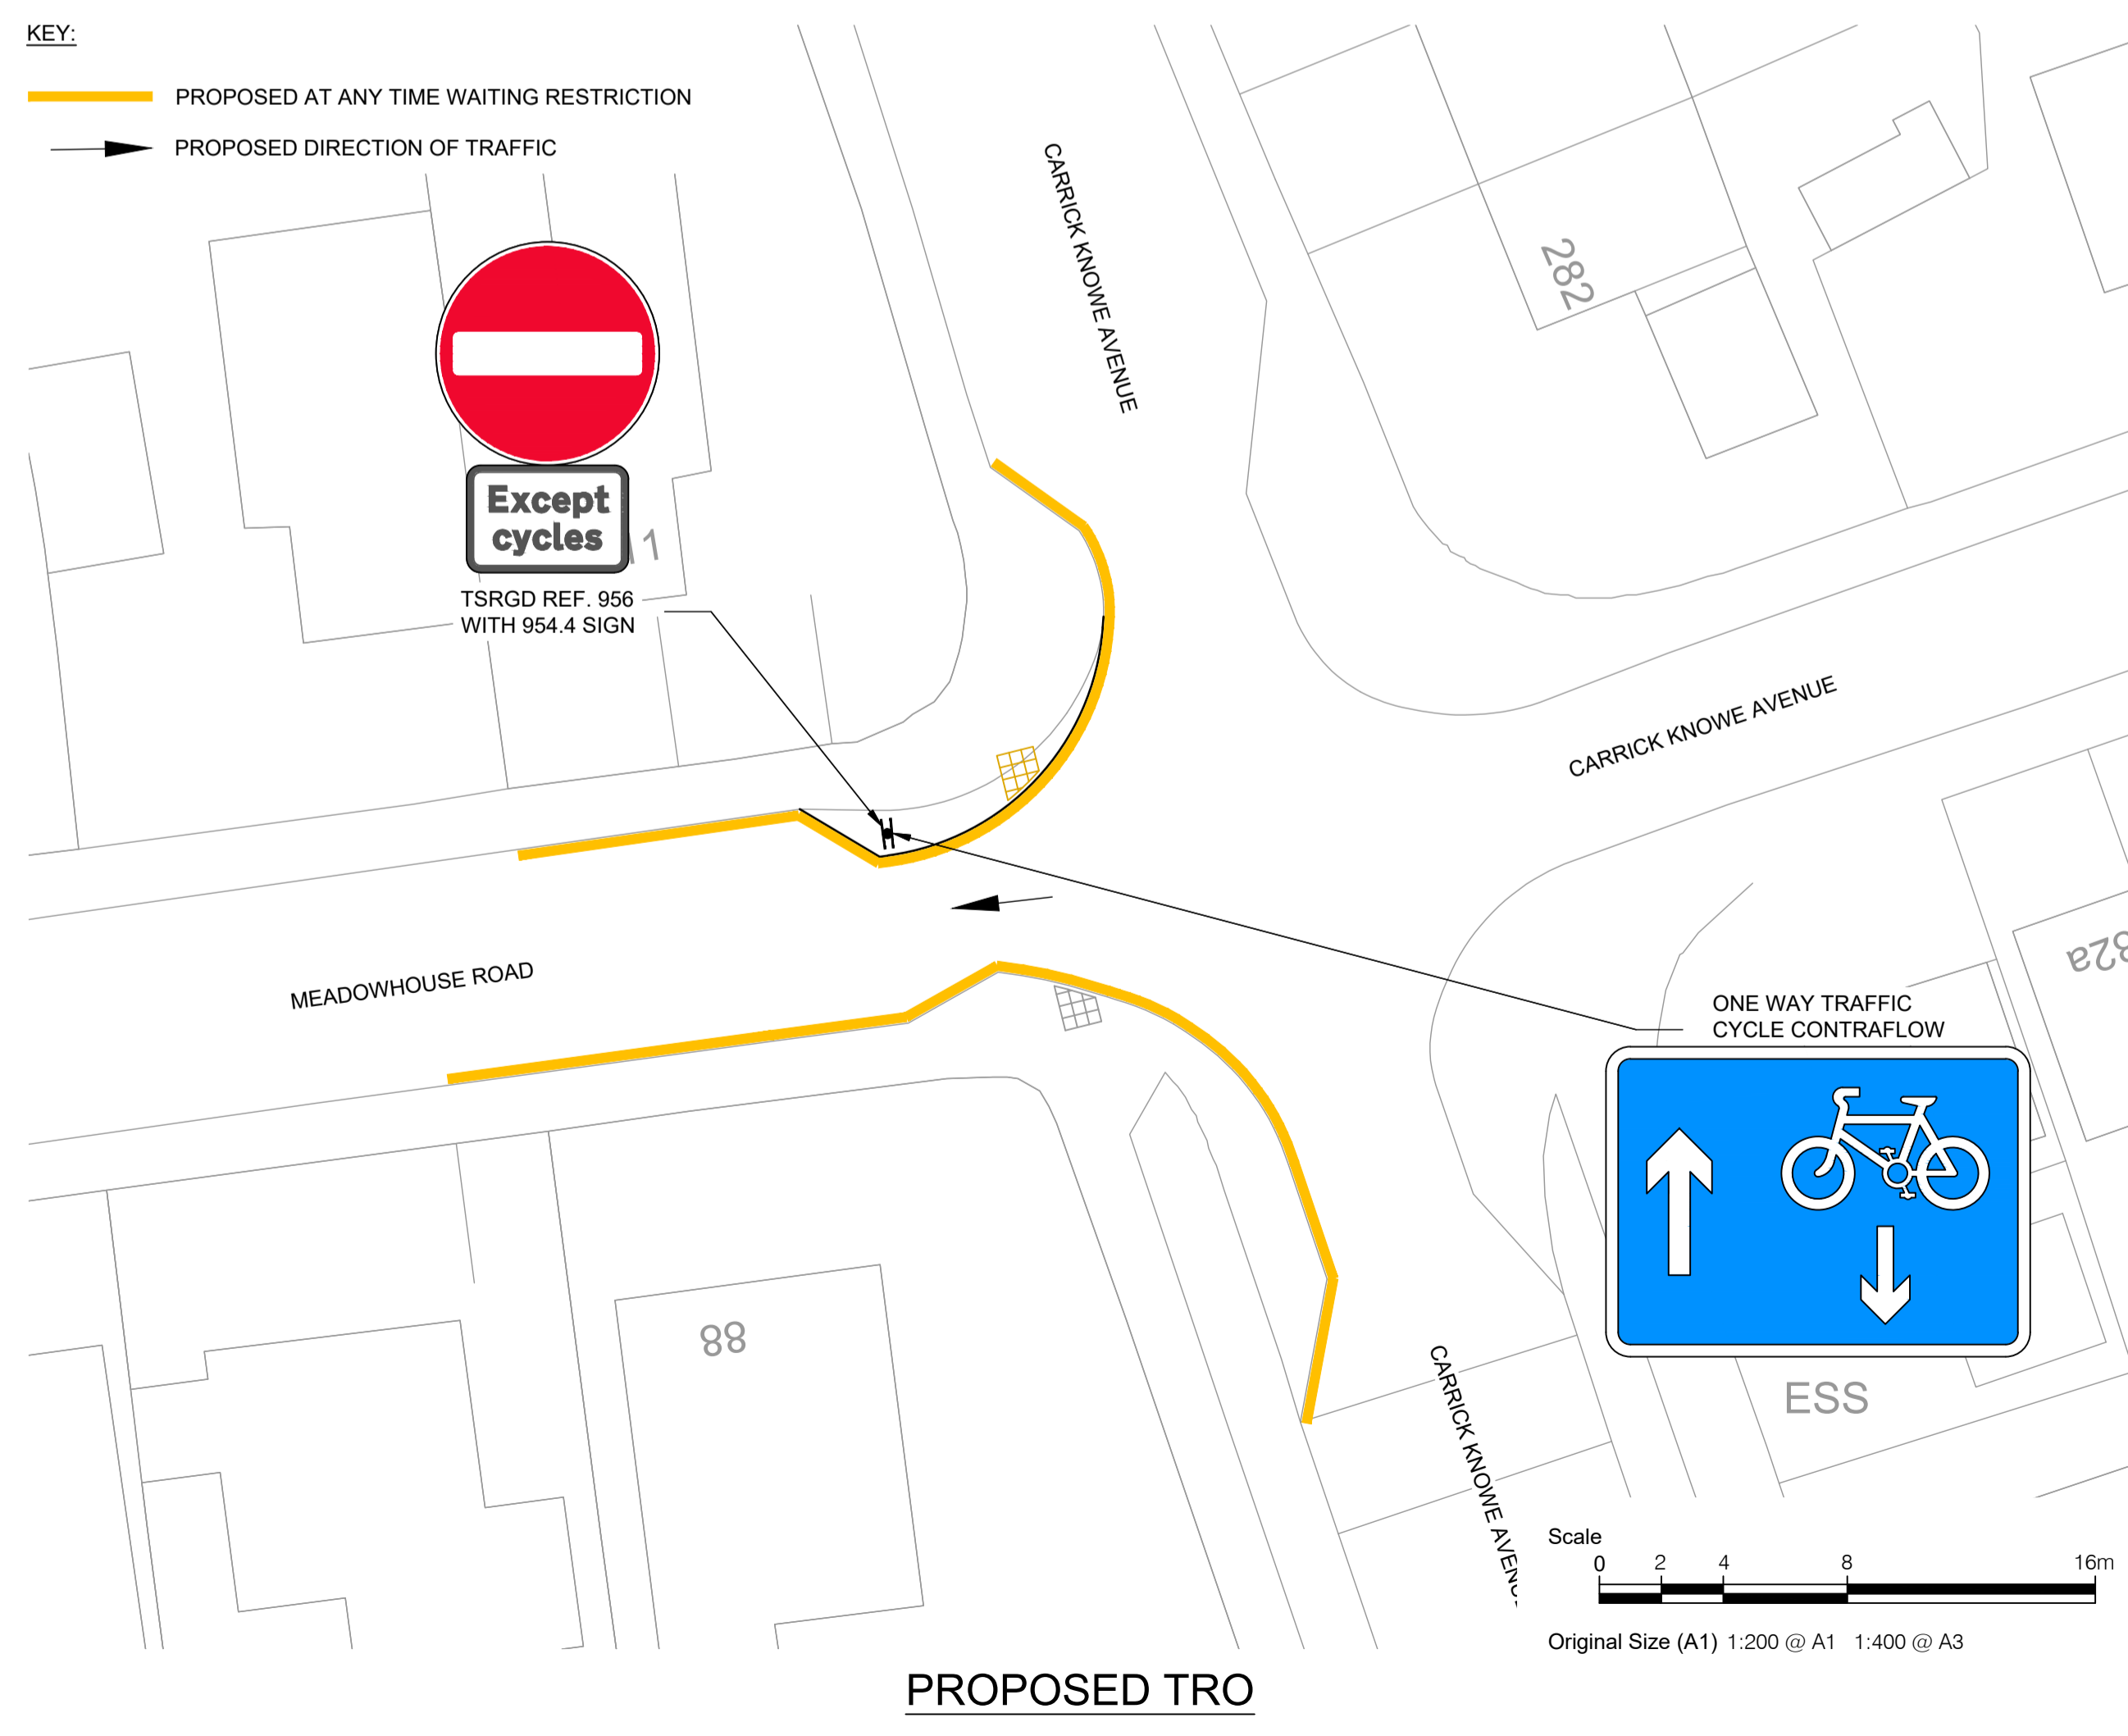 KEY:
PROPOSED AT ANY TIME WAITING RESTRICTION
PROPOSED DIRECTION OF TRAFFIC
CARRICK KNOWE AVENUE
282
Except
cycles
11
TSRGD REF. 956
WITH 954.4 SIGN
CARRICK KNOWE AVENUE
MEADOWHOUSE ROAD
ONE WAY TRAFFIC
CYCLE CONTRAFLOW
88
ESS
CARRICK KNOWE
Scale
0 2 4 8 16m
Original Size (A1) 1:200 @ A1 1:400 @ A3
PROPOSED TRO